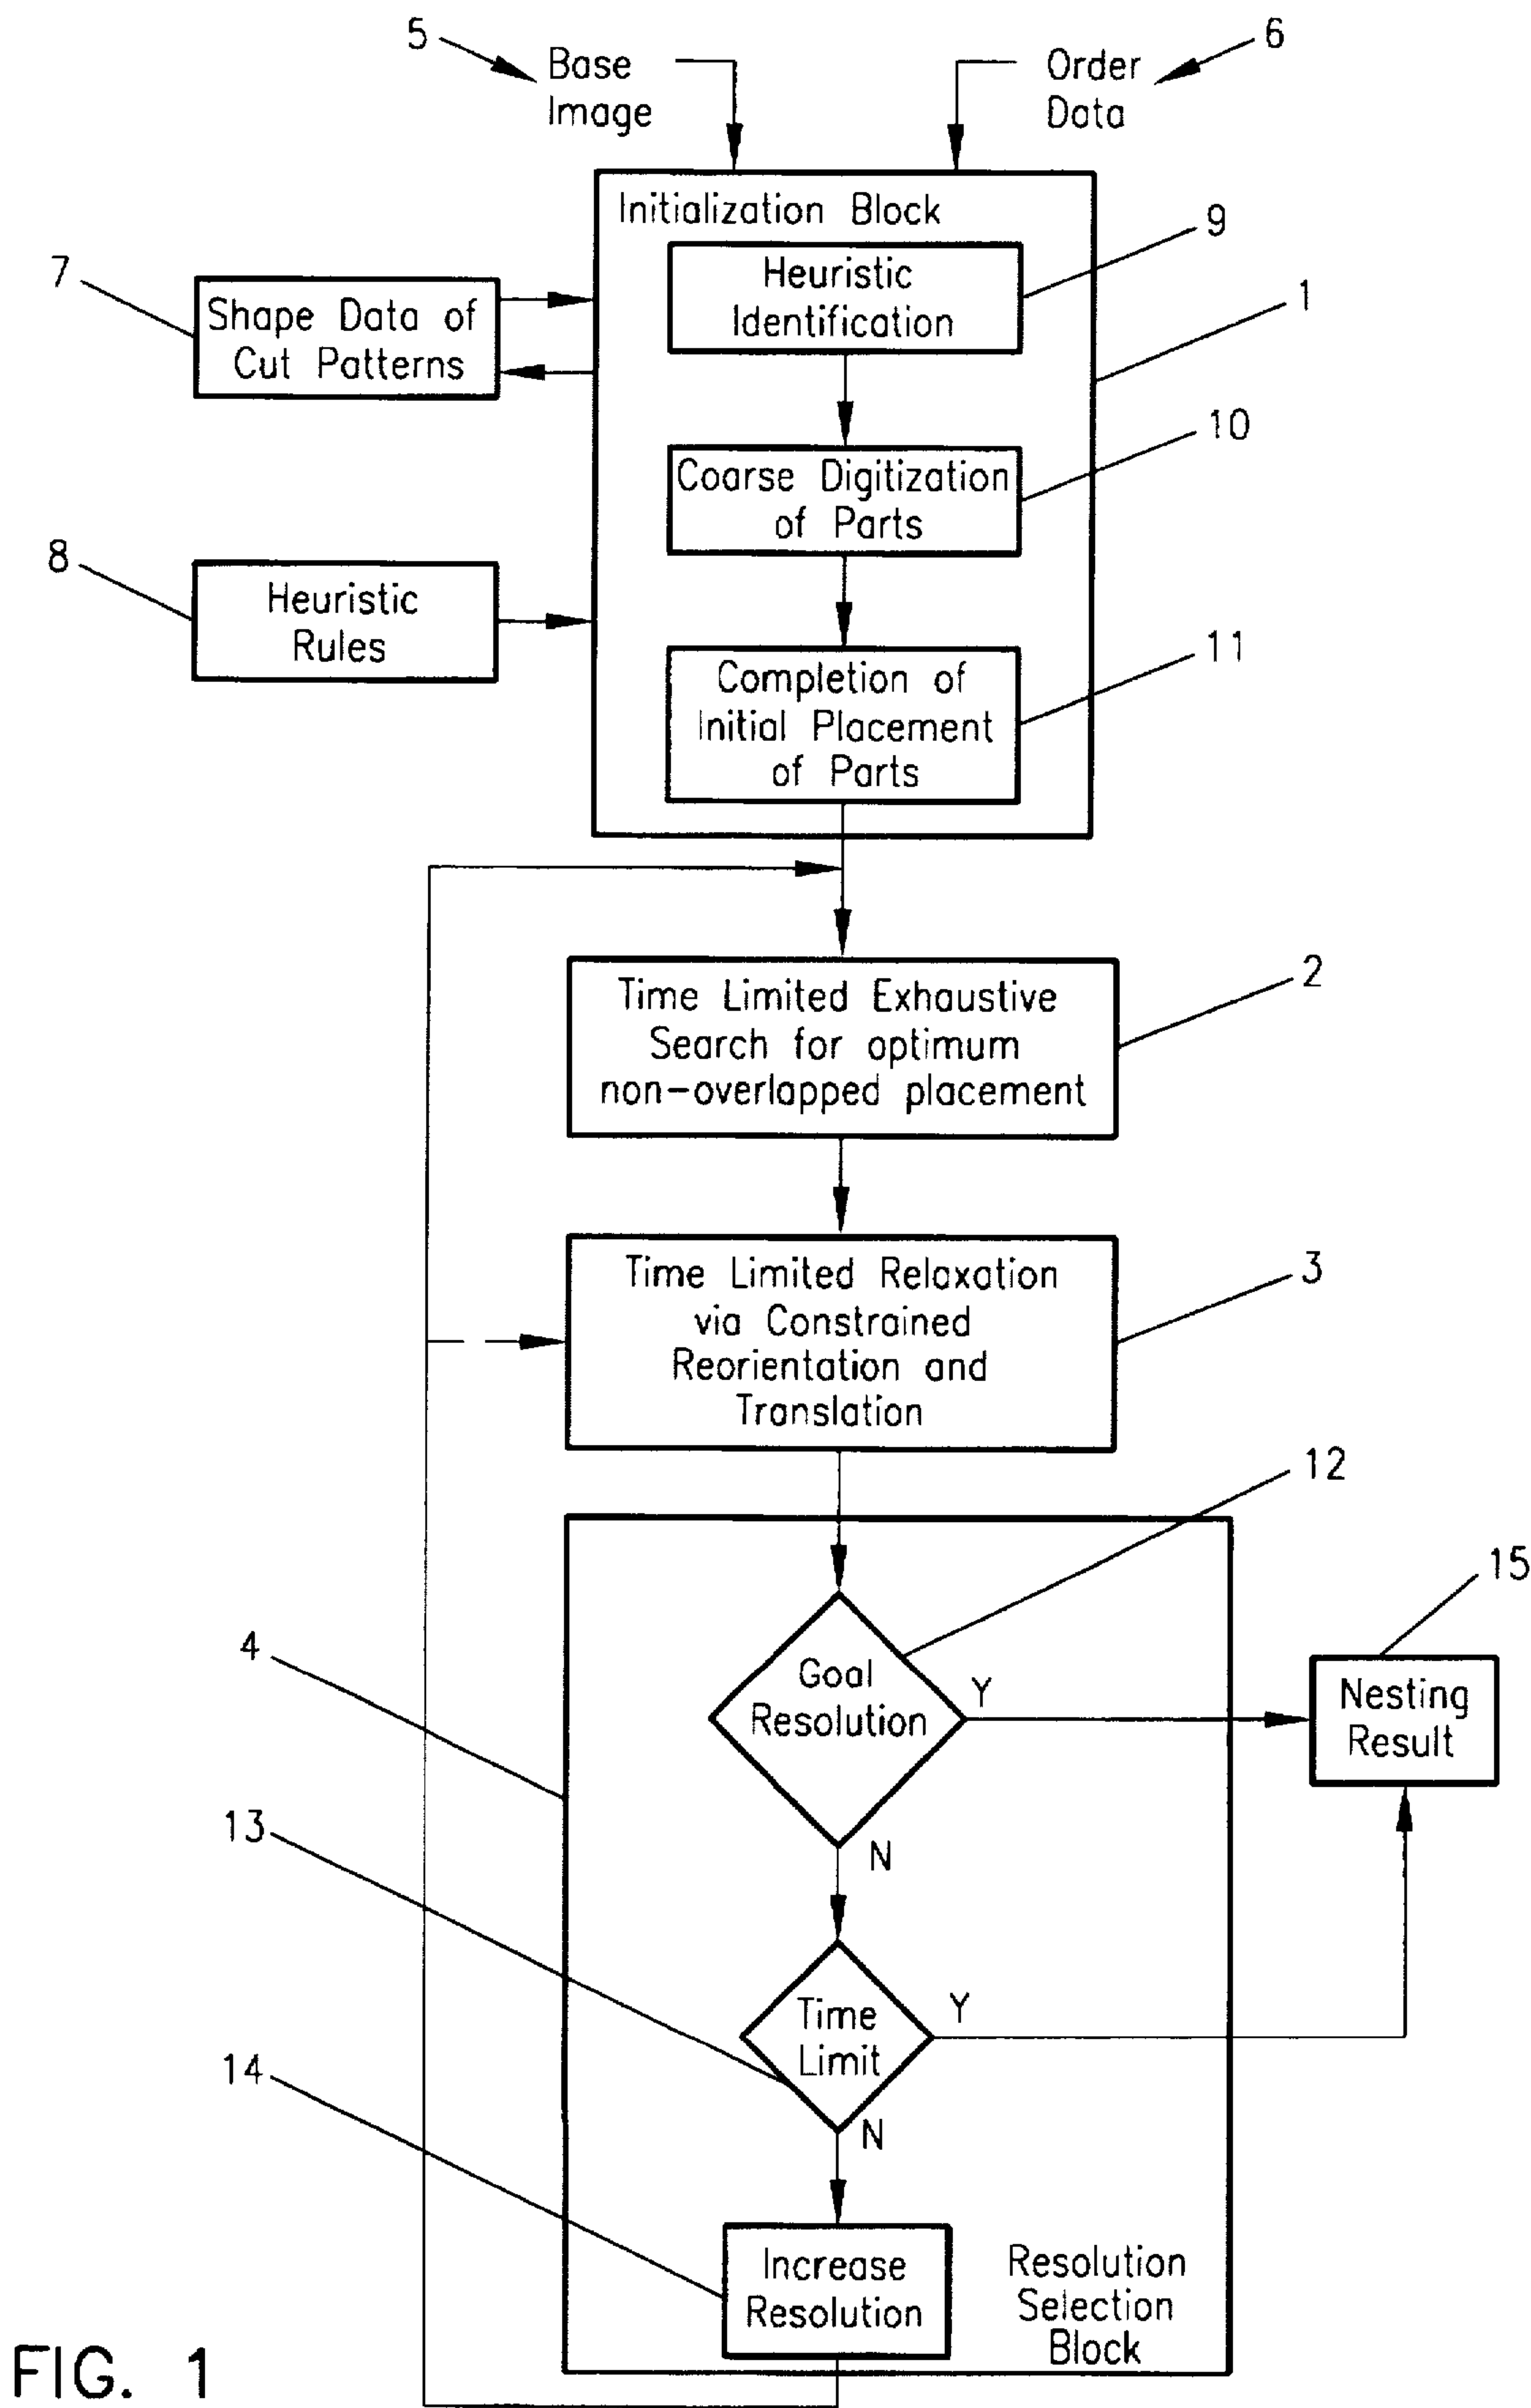 5
Base
Image
Order
Data
6
Initialization Block
9
Heuristic
Identification
1
7
Shape Data of
Cut Patterns
10
Coarse Digitization
of Parts
8
Heuristic
Rules
11
Completion of
Initial Placement
of Parts
2
Time Limited Exhaustive
Search for optimum
non-overlapped placement
3
Time Limited Relaxation
via Constrained
Reorientation and
Translation
12
15
4
Goal
Resolution
Y
Nesting
Result
13
N
Time
Limit
Y
14
N
Increase
Resolution
Resolution
Selection
Block
FIG. 1